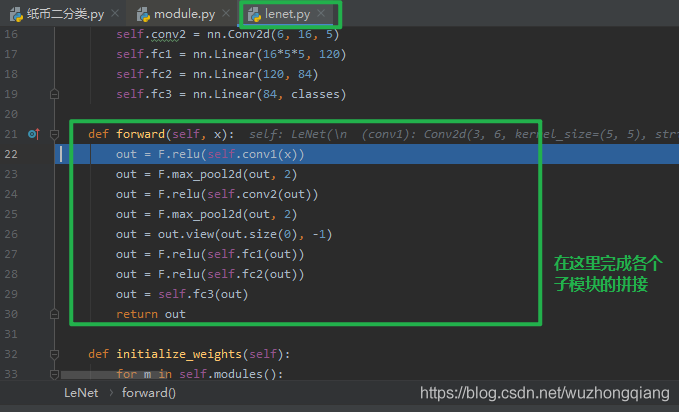 纸币二分类.py × module.py × lenet.py ×
16 self.conv2 = nn.Conv2d(6, 16, 5)
17 self.fc1 = nn.Linear(16*5*5, 120)
18 self.fc2 = nn.Linear(120, 84)
19 self.fc3 = nn.Linear(84, classes)
20
21 def forward(self, x): self: LeNet(\n (conv1): Conv2d(3, 6, kernel_size=(5, 5), str
22 out = F.relu(self.conv1(x))
23 out = F.max_pool2d(out, 2)
24 out = F.relu(self.conv2(out))
25 out = F.max_pool2d(out, 2)
26 out = out.view(out.size(0), -1)
27 out = F.relu(self.fc1(out))
28 out = F.relu(self.fc2(out))
29 out = self.fc3(out)
30 return out
31
在这里完成各个
子模块的拼接
32 def initialize_weights(self):
33 for m in self.modules():
LeNet › forward()
https://blog.csdn.net/wuzhongqiang